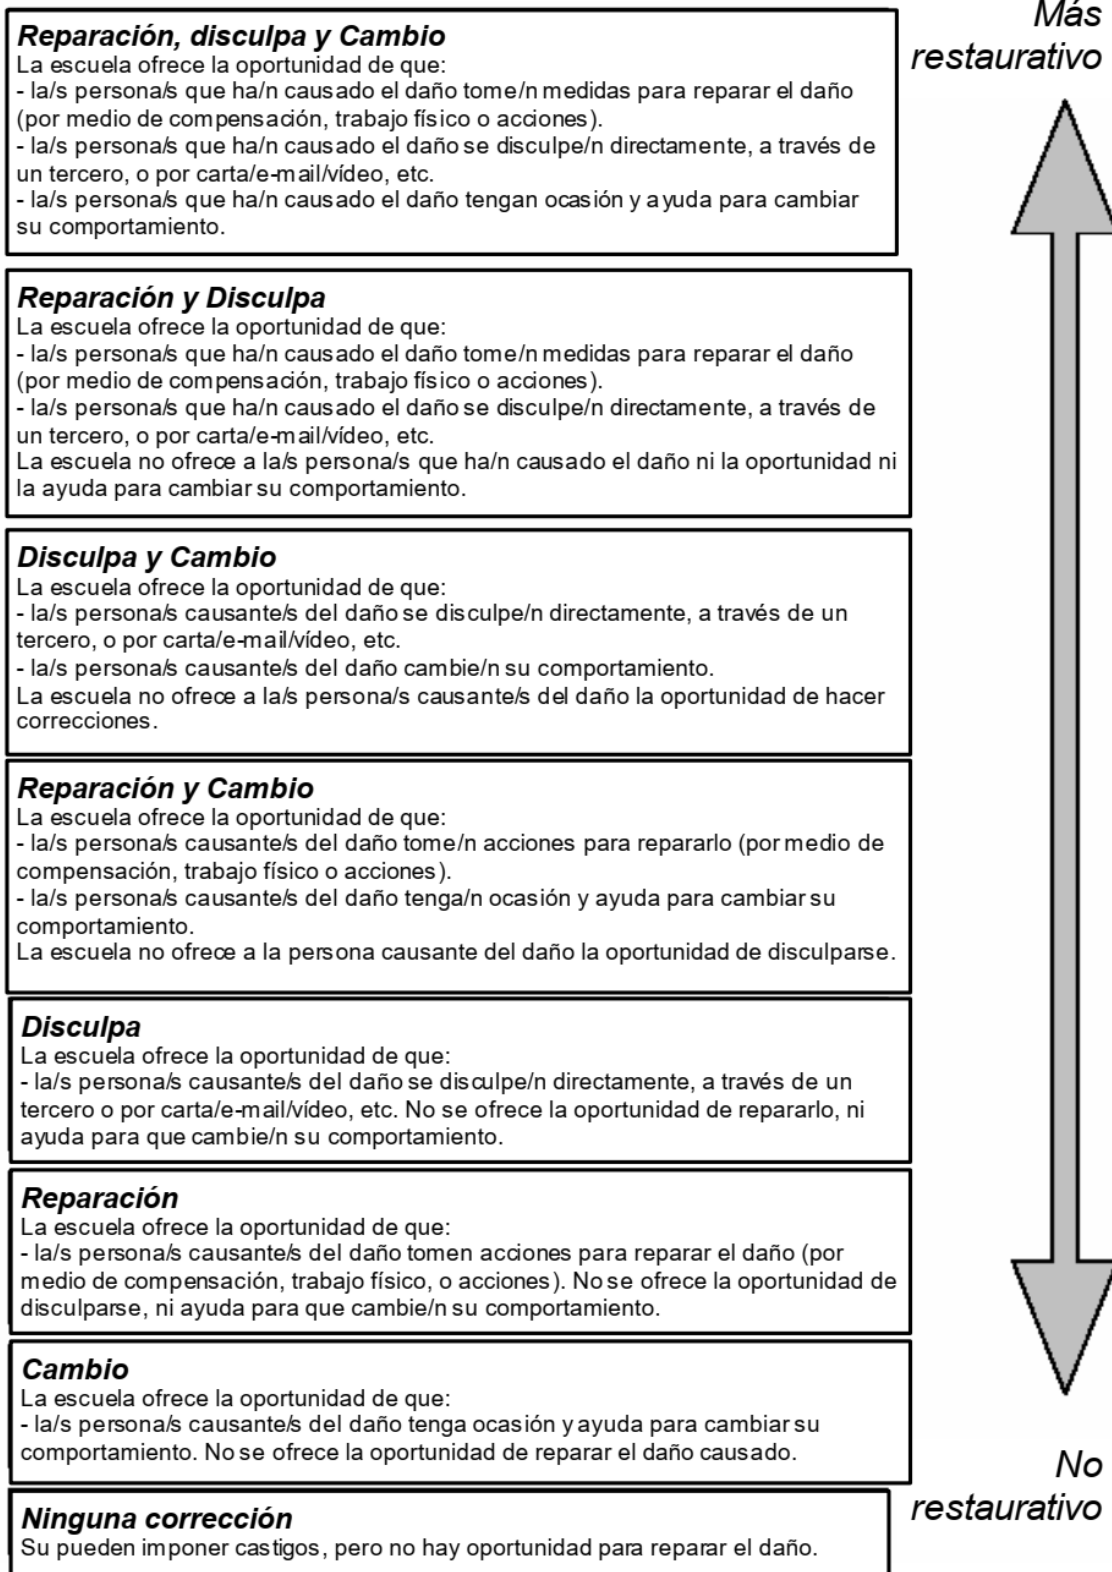 Más
restaurativo
Reparación, disculpa y Cambio
La escuela ofrece la oportunidad de que:
- la/s persona/s que ha/n causado el daño tome/n medidas para reparar el daño
(por medio de compensación, trabajo físico o acciones).
- la/s persona/s que ha/n causado el daño se disculpe/n directamente, a través de
un tercero, o por carta/e-mail/vídeo, etc.
- la/s persona/s que ha/n causado el daño tengan ocasión y ayuda para cambiar
su comportamiento.
Reparación y Disculpa
La escuela ofrece la oportunidad de que:
- la/s persona/s que ha/n causado el daño tome/n medidas para reparar el daño
(por medio de compensación, trabajo físico o acciones).
- la/s persona/s que ha/n causado el daño se disculpe/n directamente, a través de
un tercero, o por carta/e-mail/vídeo, etc.
La escuela no ofrece a la/s persona/s que ha/n causado el daño ni la oportunidad ni
la ayuda para cambiar su comportamiento.
Disculpa y Cambio
La escuela ofrece la oportunidad de que:
- la/s persona/s causante/s del daño se disculpe/n directamente, a través de un
tercero, o por carta/e-mail/vídeo, etc.
- la/s persona/s causante/s del daño cambie/n su comportamiento.
La escuela no ofrece a la/s persona/s causante/s del daño la oportunidad de hacer
correcciones.
Reparación y Cambio
La escuela ofrece la oportunidad de que:
- la/s persona/s causante/s del daño tome/n acciones para repararlo (por medio de
compensación, trabajo físico o acciones).
- la/s persona/s causante/s del daño tenga/n ocasión y ayuda para cambiar su
comportamiento.
La escuela no ofrece a la persona causante del daño la oportunidad de disculparse.
Disculpa
La escuela ofrece la oportunidad de que:
- la/s persona/s causante/s del daño se disculpe/n directamente, a través de un
tercero o por carta/e-mail/vídeo, etc. No se ofrece la oportunidad de repararlo, ni
ayuda para que cambie/n su comportamiento.
Reparación
La escuela ofrece la oportunidad de que:
- la/s persona/s causante/s del daño tomen acciones para reparar el daño (por
medio de compensación, trabajo físico, o acciones). No se ofrece la oportunidad de
disculparse, ni ayuda para que cambie/n su comportamiento.
Cambio
La escuela ofrece la oportunidad de que:
- la/s persona/s causante/s del daño tenga ocasión y ayuda para cambiar su
comportamiento. No se ofrece la oportunidad de reparar el daño causado.
Ninguna corrección
Su pueden imponer castigos, pero no hay oportunidad para reparar el daño.
No
restaurativo